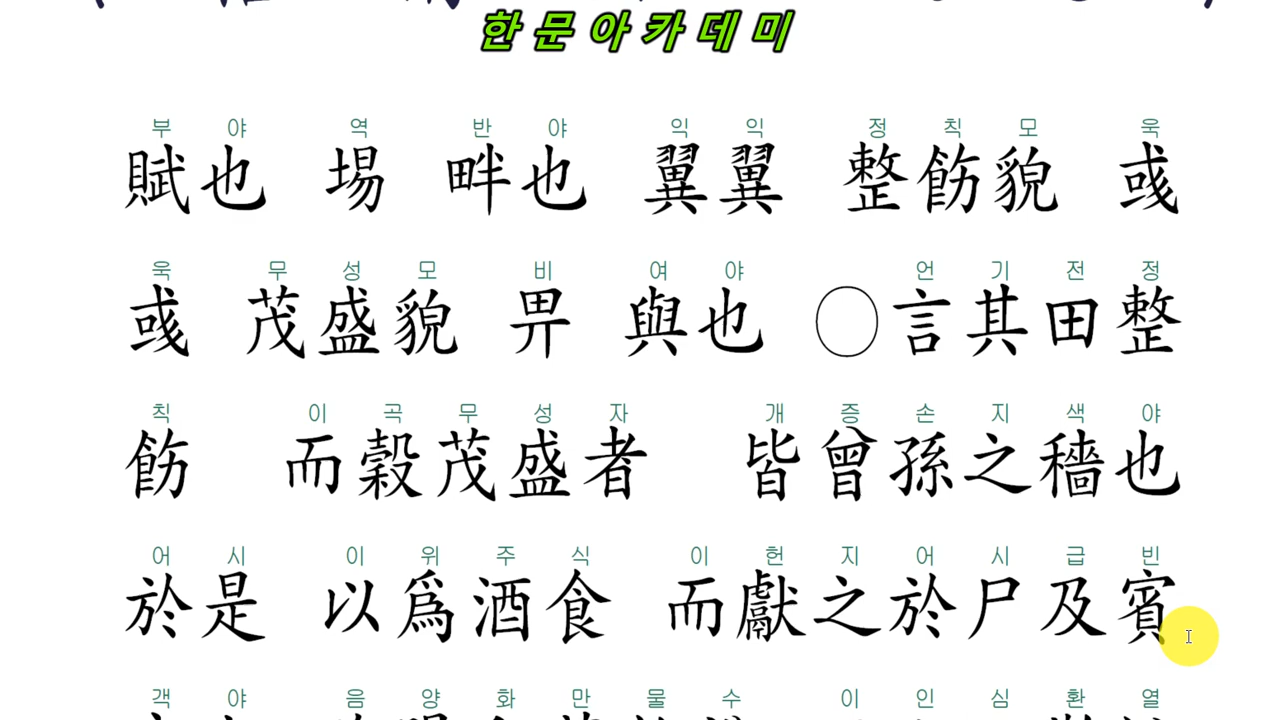 한문아카데미
부 야 역 반 야 익 익 정 칙 모 욱
賦也 場 畔也 翼翼 整飭貌 彧
욱 무 성 모 비 여 야 언 기 전 정
彧 茂盛貌 畀 與也 ◯言其田整
칙 이 곡 무 성 자 개 증 손 지 색 야
飭 而穀茂盛者 皆曾孫之穡也
어 시 이 위 주 식 이 헌 지 어 시 급 빈
於是 以爲酒食 而獻之於尸及賓
객 야 음 양 화 만 물 수 이 인 심 환 열